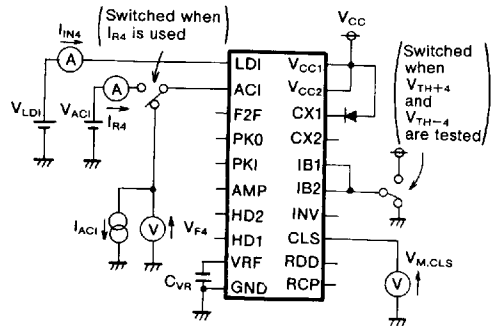 (Switched when
I_R4 is used)
V_CC
I_IN4
A
LDI
V_CC1
(Switched
when
V_TH+4
and
V_TH-4
are tested)
V_LDI
V_ACI
A
I_R4
ACI
V_CC2
F2F
CX1
PK0
CX2
PKI
IB1
AMP
IB2
HD2
INV
HD1
CLS
VRF
RDD
GND
RCP
I_ACI
V
V_F4
C_VR
V
V_M.CLS